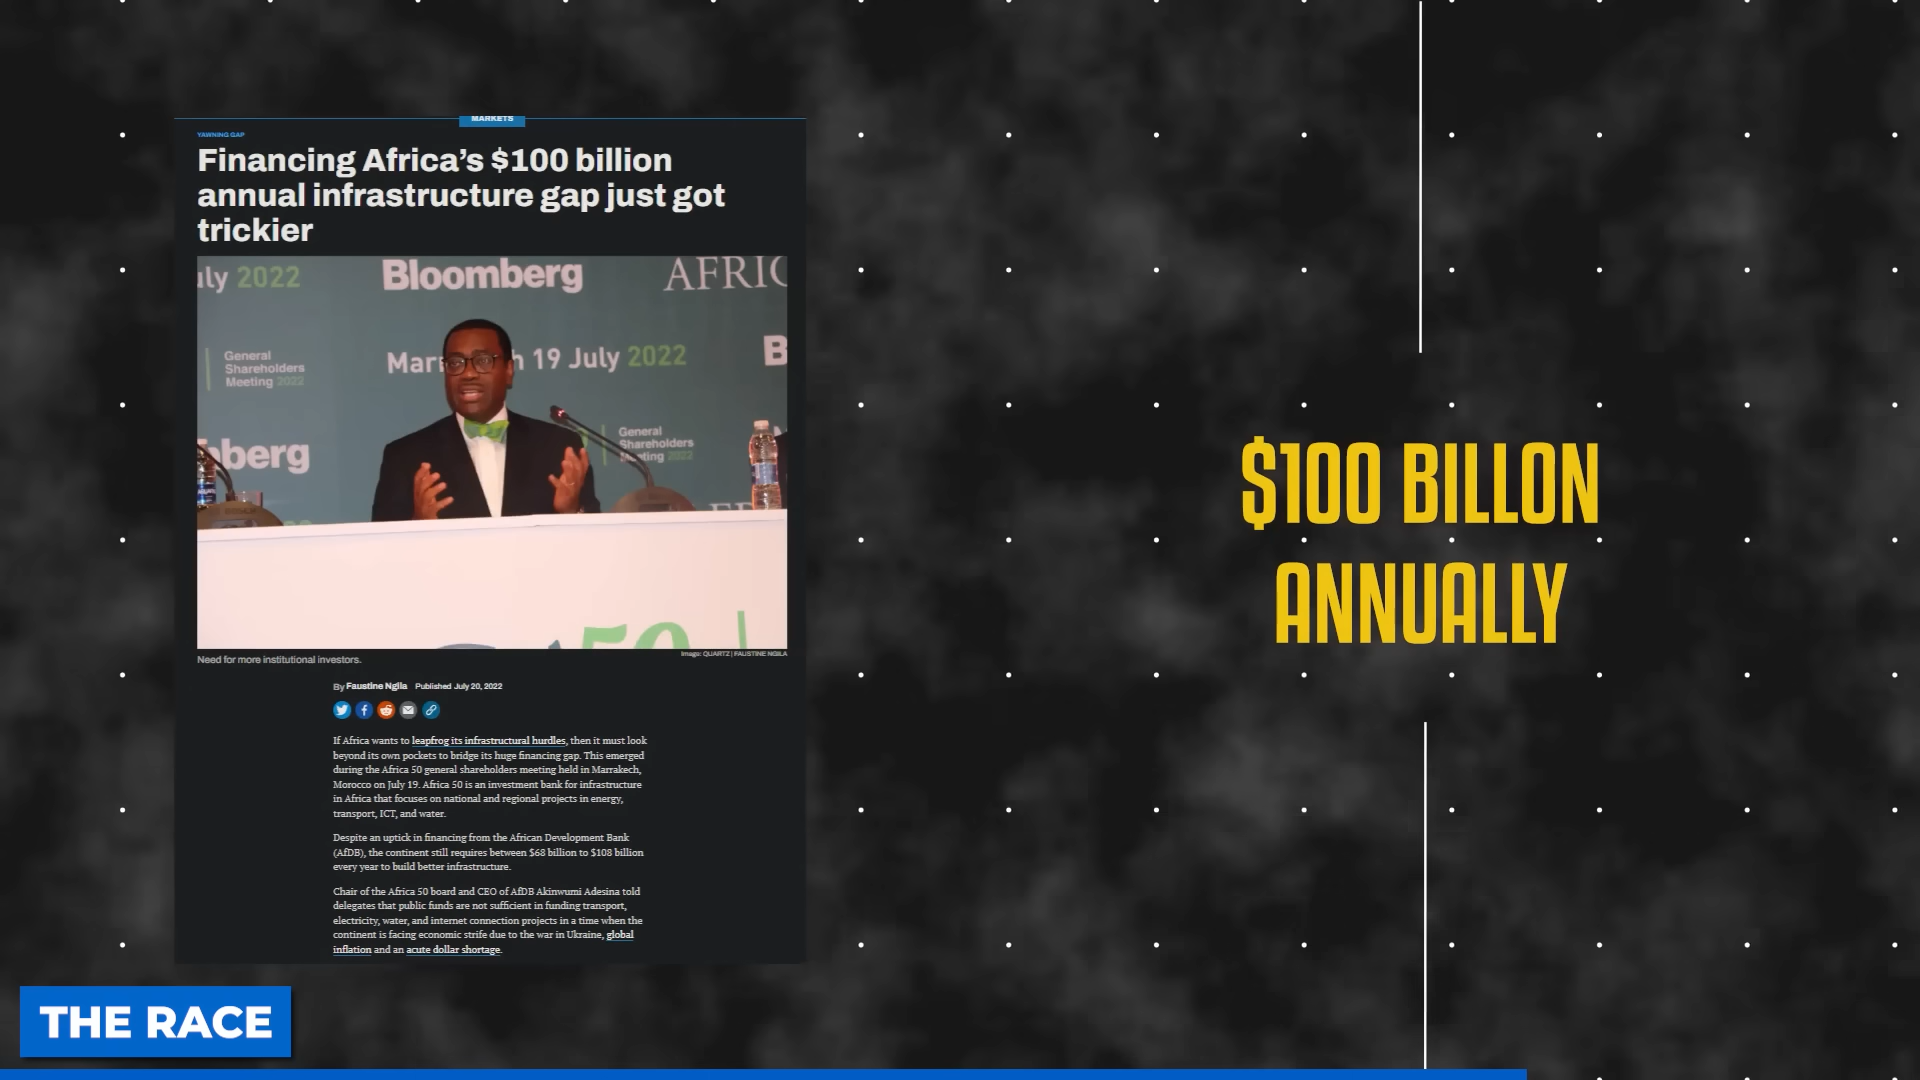 MARKETS
YAWNING GAP
Financing Africa’s $100 billion
annual infrastructure gap just got
trickier
uly 2022
Bloomberg
AFRIC
General
Shareholders
Meeting 2022
Marr h 19 July 2022
B
mberg
General
Shareholders
Meeting 2022
50
Need for more institutional investors.
Image: QUARTZ | FAUSTINE NGILA
By Faustine Ngila Published July 20, 2022
If Africa wants to leapfrog its infrastructural hurdles, then it must look
beyond its own pockets to bridge its huge financing gap. This emerged
during the Africa 50 general shareholders meeting held in Marrakech,
Morocco on July 19. Africa 50 is an investment bank for infrastructure
in Africa that focuses on national and regional projects in energy,
transport, ICT, and water.
Despite an uptick in financing from the African Development Bank
(AfDB), the continent still requires between $68 billion to $108 billion
every year to build better infrastructure.
Chair of the Africa 50 board and CEO of AfDB Akinwumi Adesina told
delegates that public funds are not sufficient in funding transport,
electricity, water, and internet connection projects in a time when the
continent is facing economic strife due to the war in Ukraine, global
inflation and an acute dollar shortage.
$100 BILLON
ANNUALLY
THE RACE